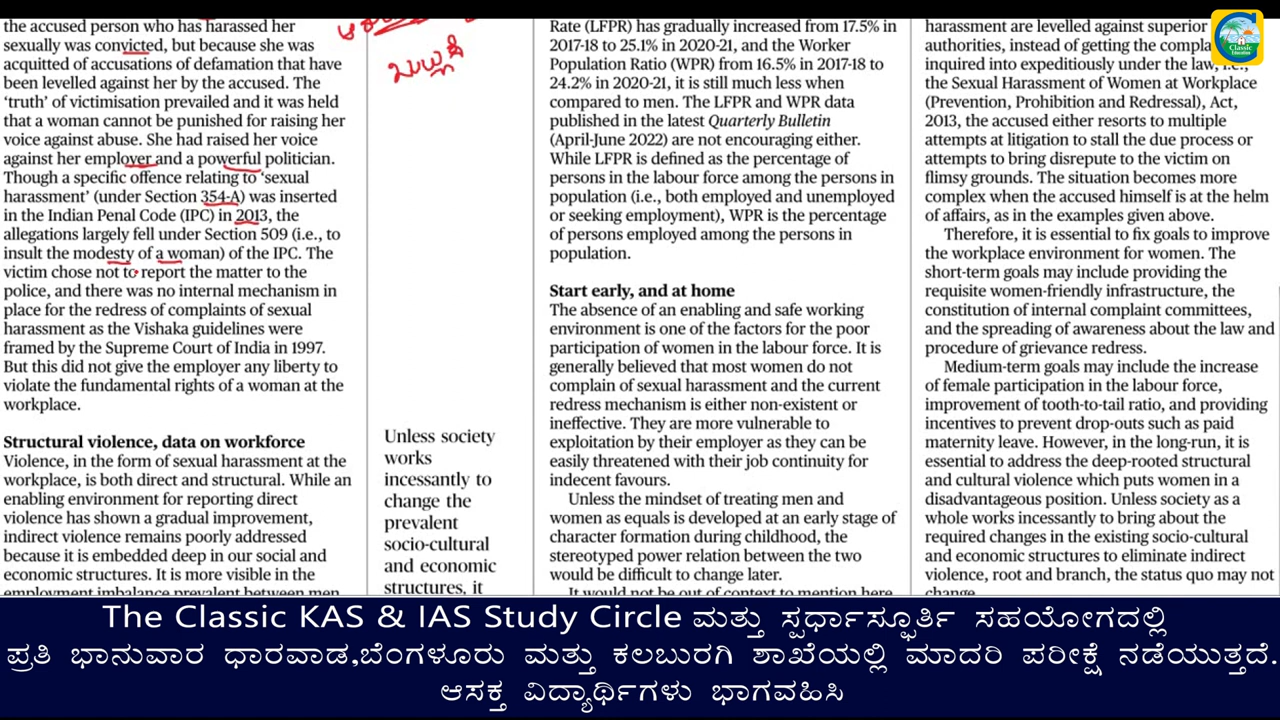 the accused person who has harassed her
sexually was convicted, but because she was
acquitted of accusations of defamation that have
been levelled against her by the accused. The
‘truth’ of victimisation prevailed and it was held
that a woman cannot be punished for raising her
voice against abuse. She had raised her voice
against her employer and a powerful politician.
Though a specific offence relating to ‘sexual
harassment’ (under Section 354-A) was inserted
in the Indian Penal Code (IPC) in 2013, the
allegations largely fell under Section 509 (i.e., to
insult the modesty of a woman) of the IPC. The
victim chose not to report the matter to the
police, and there was no internal mechanism in
place for the redress of complaints of sexual
harassment as the Vishaka guidelines were
framed by the Supreme Court of India in 1997.
But this did not give the employer any liberty to
violate the fundamental rights of a woman at the
workplace.
Structural violence, data on workforce
Violence, in the form of sexual harassment at the
workplace, is both direct and structural. While an
enabling environment for reporting direct
violence has shown a gradual improvement,
indirect violence remains poorly addressed
because it is embedded deep in our social and
economic structures. It is more visible in the
employment imbalance prevalent between men
Unless society
works
incessantly to
change the
prevalent
socio-cultural
and economic
structures, it
Rate (LFPR) has gradually increased from 17.5% in
2017-18 to 25.1% in 2020-21, and the Worker
Population Ratio (WPR) from 16.5% in 2017-18 to
24.2% in 2020-21, it is still much less when
compared to men. The LFPR and WPR data
published in the latest Quarterly Bulletin
(April-June 2022) are not encouraging either.
While LFPR is defined as the percentage of
persons in the labour force among the persons in
population (i.e., both employed and unemployed
or seeking employment), WPR is the percentage
of persons employed among the persons in
population.
Start early, and at home
The absence of an enabling and safe working
environment is one of the factors for the poor
participation of women in the labour force. It is
generally believed that most women do not
complain of sexual harassment and the current
redress mechanism is either non-existent or
ineffective. They are more vulnerable to
exploitation by their employer as they can be
easily threatened with their job continuity for
indecent favours.
Unless the mindset of treating men and
women as equals is developed at an early stage of
character formation during childhood, the
stereotyped power relation between the two
would be difficult to change later.
It would not be out of context to mention here
harassment are levelled against superior
authorities, instead of getting the
inquired into expeditiously under the law, i.e.,
the Sexual Harassment of Women at Workplace
(Prevention, Prohibition and Redressal), Act,
2013, the accused either resorts to multiple
attempts at litigation to stall the due process or
attempts to bring disrepute to the victim on
flimsy grounds. The situation becomes more
complex when the accused himself is at the helm
of affairs, as in the examples given above.
Therefore, it is essential to fix goals to improve
the workplace environment for women. The
short-term goals may include providing the
requisite women-friendly infrastructure, the
constitution of internal complaint committees,
and the spreading of awareness about the law and
procedure of grievance redress.
Medium-term goals may include the increase
of female participation in the labour force,
improvement of tooth-to-tail ratio, and providing
incentives to prevent drop-outs such as paid
maternity leave. However, in the long-run, it is
essential to address the deep-rooted structural
and cultural violence which puts women in a
disadvantageous position. Unless society as a
whole works incessantly to bring about the
required changes in the existing socio-cultural
and economic structures to eliminate indirect
violence, root and branch, the status quo may not
change.
Classic
Education
The Classic KAS & IAS Study Circle ಮತ್ತು ಸ್ಪರ್ಧಾಸ್ಫೂರ್ತಿ ಸಹಯೋಗದಲ್ಲಿ
ಪ್ರತಿ ಭಾನುವಾರ ಧಾರವಾಡ,ಬೆಂಗಳೂರು ಮತ್ತು ಕಲಬುರಗಿ ಶಾಖೆಯಲ್ಲಿ ಮಾದರಿ ಪರೀಕ್ಷೆ ನಡೆಯುತ್ತದೆ.
ಆಸಕ್ತ ವಿದ್ಯಾರ್ಥಿಗಳು ಭಾಗವಹಿಸಿ